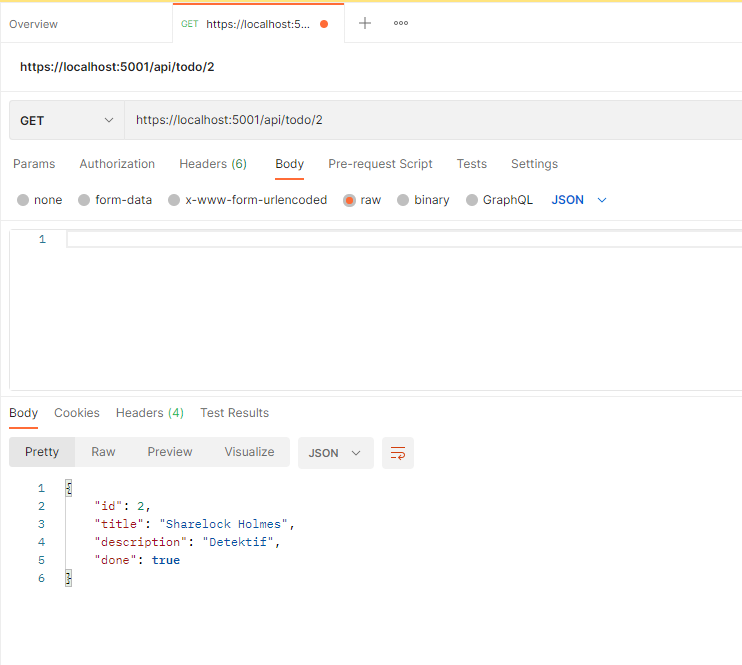 Overview GET https://localhost:5...
https://localhost:5001/api/todo/2
GET https://localhost:5001/api/todo/2
Params Authorization Headers (6) Body Pre-request Script Tests Settings
none form-data x-www-form-urlencoded raw binary GraphQL JSON
1
Body Cookies Headers (4) Test Results
Pretty Raw Preview Visualize JSON
1 {
2 "id": 2,
3 "title": "Sharelock Holmes",
4 "description": "Detektif",
5 "done": true
6 }